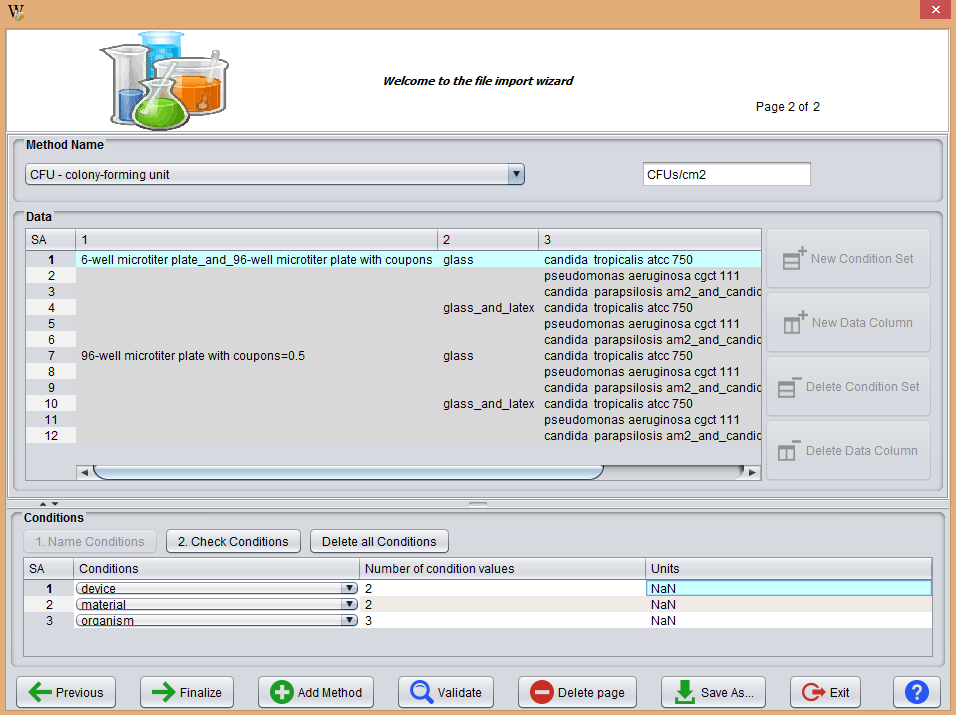 W
Welcome to the file import wizard
Page 2 of 2
Method Name
CFU - colony-forming unit CFUs/cm2
Data
SA 1 2 3
1 6-well microtiter plate_and_96-well microtiter plate with coupons glass candida tropicalis atcc 750
2 pseudomonas aeruginosa cgct 111
3 candida parapsilosis am2_and_candic
4 glass_and_latex candida tropicalis atcc 750
5 pseudomonas aeruginosa cgct 111
6 candida parapsilosis am2_and_candic
7 96-well microtiter plate with coupons=0.5 glass candida tropicalis atcc 750
8 pseudomonas aeruginosa cgct 111
9 candida parapsilosis am2_and_candic
10 glass_and_latex candida tropicalis atcc 750
11 pseudomonas aeruginosa cgct 111
12 candida parapsilosis am2_and_candic
New Condition Set
New Data Column
Delete Condition Set
Delete Data Column
Conditions
1. Name Conditions 2. Check Conditions Delete all Conditions
SA Conditions Number of condition values Units
1 device 2 NaN
2 material 2 NaN
3 organism 3 NaN
Previous Finalize Add Method Validate Delete page Save As... Exit ?